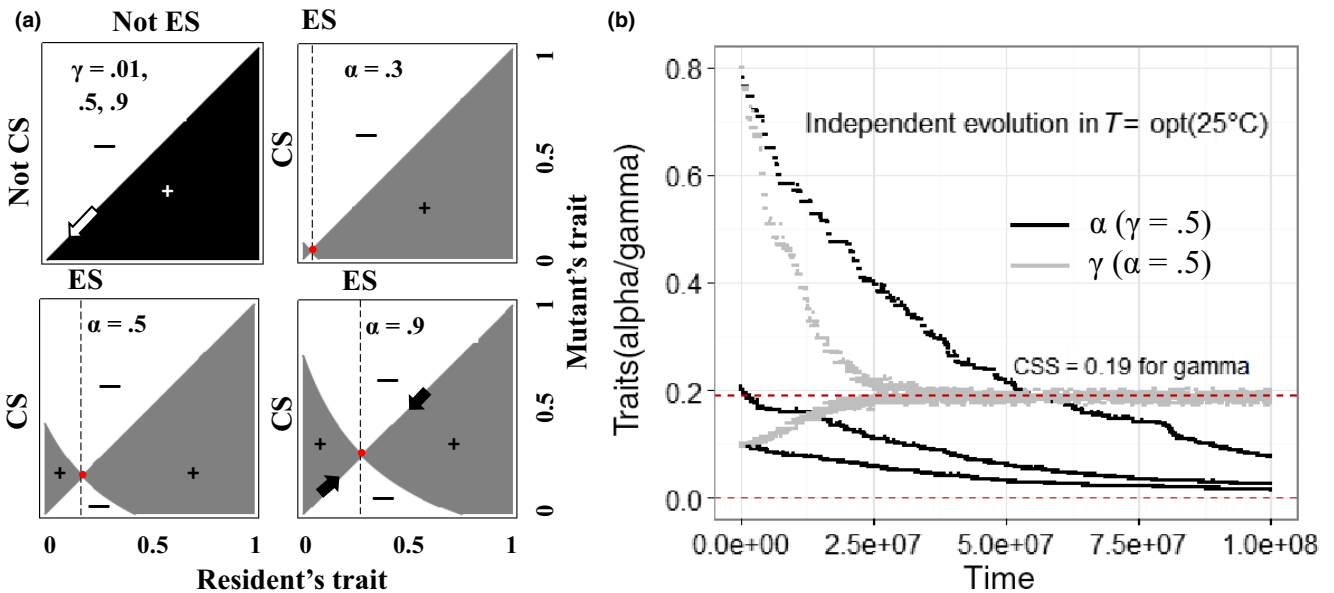 (a)
Not ES
ES
γ = .01,
.5, .9
−
+
Not CS
α = .3
−
+
CS
1
0.5
0
Mutant's trait
ES
ES
α = .5
−
+
+
−
CS
α = .9
−
+
+
−
CS
1
0.5
0
0
0.5
1
0
0.5
1
Resident's trait
(b)
Traits(alpha/gamma)
0.8
0.6
0.4
0.2
0.0
Independent evolution in T = opt(25°C)
α (γ = .5)
γ (α = .5)
CSS = 0.19 for gamma
0.0e+00
2.5e+07
5.0e+07
7.5e+07
1.0e+08
Time